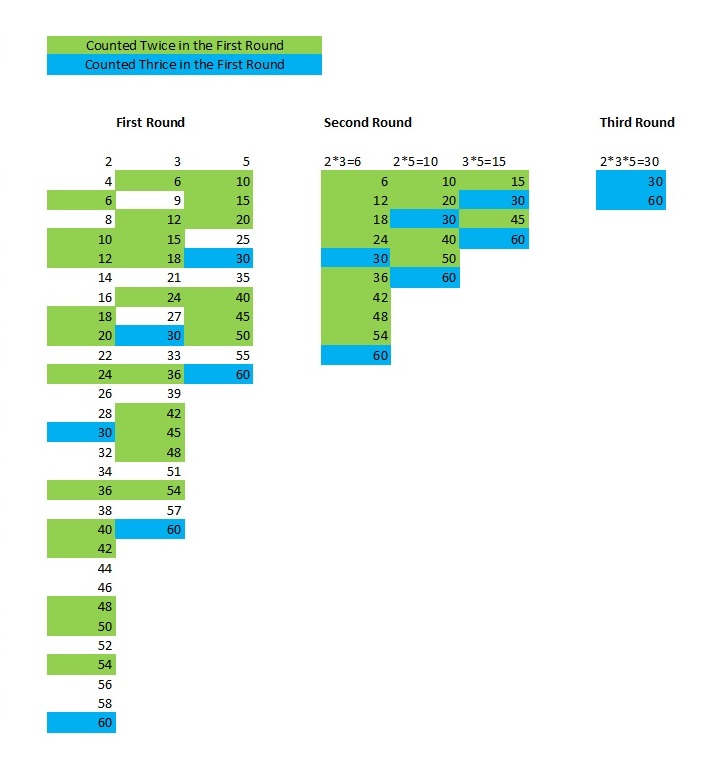 Counted Twice in the First Round
Counted Thrice in the First Round
First Round Second Round Third Round
2 3 5 2*3=6 2*5=10 3*5=15 2*3*5=30
4 6 10 6 10 15 30
6 9 15 12 20 30 60
8 12 20 18 30 45
10 15 25 24 40 60
12 18 30 30 50
14 21 35 36 60
16 24 40 42
18 27 45 48
20 30 50 54
22 33 55 60
24 36 60
26 39
28 42
30 45
32 48
34 51
36 54
38 57
40 60
42
44
46
48
50
52
54
56
58
60